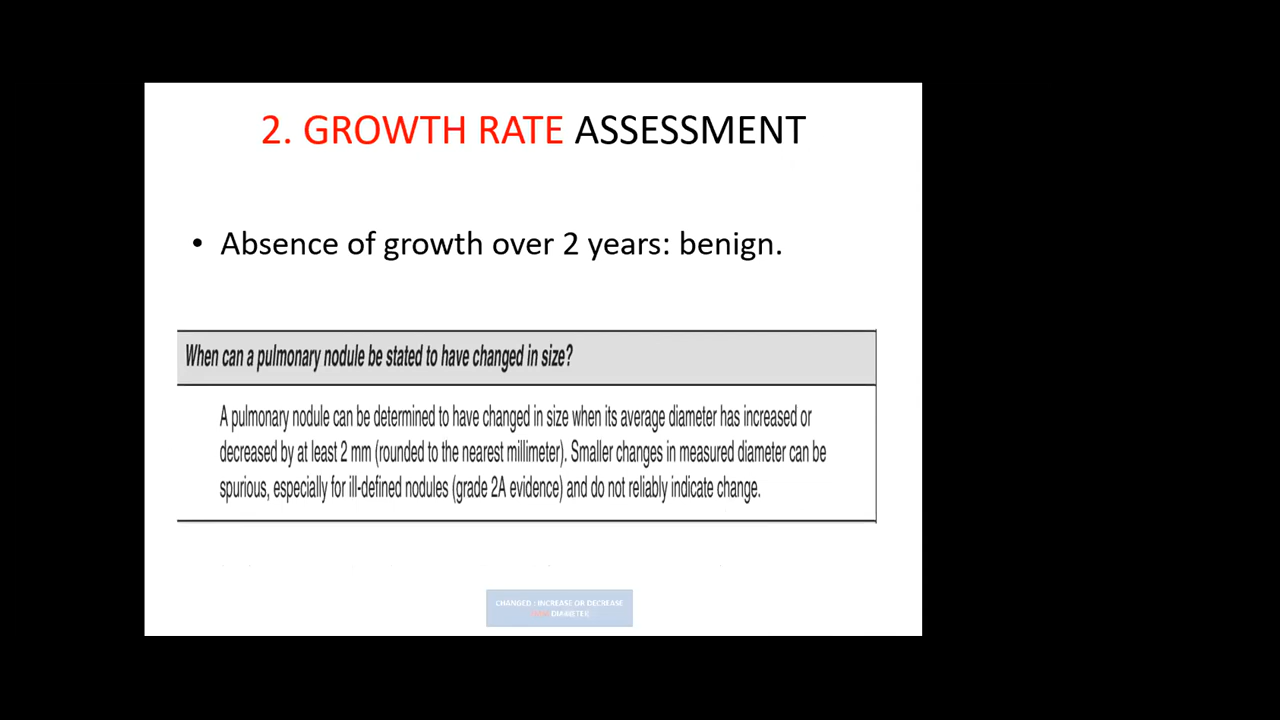 2. GROWTH RATE ASSESSMENT
• Absence of growth over 2 years: benign.
When can a pulmonary nodule be stated to have changed in size?
A pulmonary nodule can be determined to have changed in size when its average diameter has increased or
decreased by at least 2 mm (rounded to the nearest millimeter). Smaller changes in measured diameter can be
spurious, especially for ill-defined nodules (grade 2A evidence) and do not reliably indicate change.
CHANGED : INCREASE OR DECREASE
DIAMETER